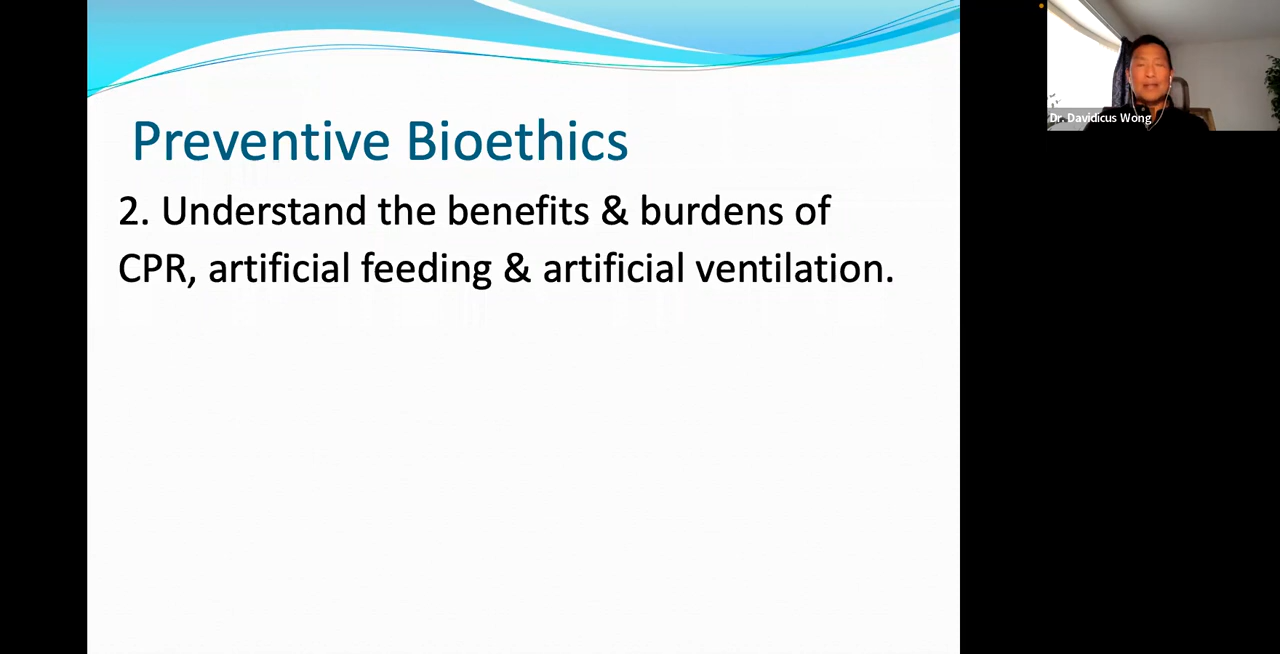 Preventive Bioethics
2. Understand the benefits & burdens of
CPR, artificial feeding & artificial ventilation.
Dr. Davidicus Wong